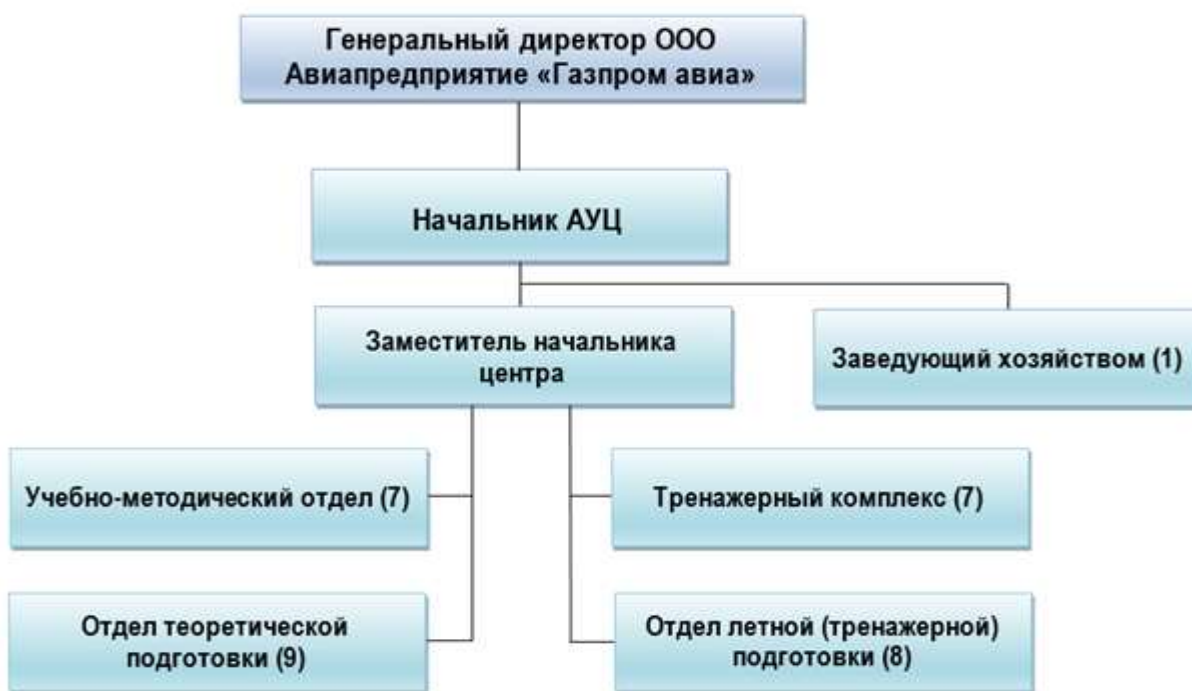 Генеральный директор ООО
Авиапредприятие «Газпром авиа»
Начальник АУЦ
Заместитель начальника
центра
Заведующий хозяйством (1)
Учебно-методический отдел (7)
Тренажерный комплекс (7)
Отдел теоретической
подготовки (9)
Отдел летной (тренажерной)
подготовки (8)